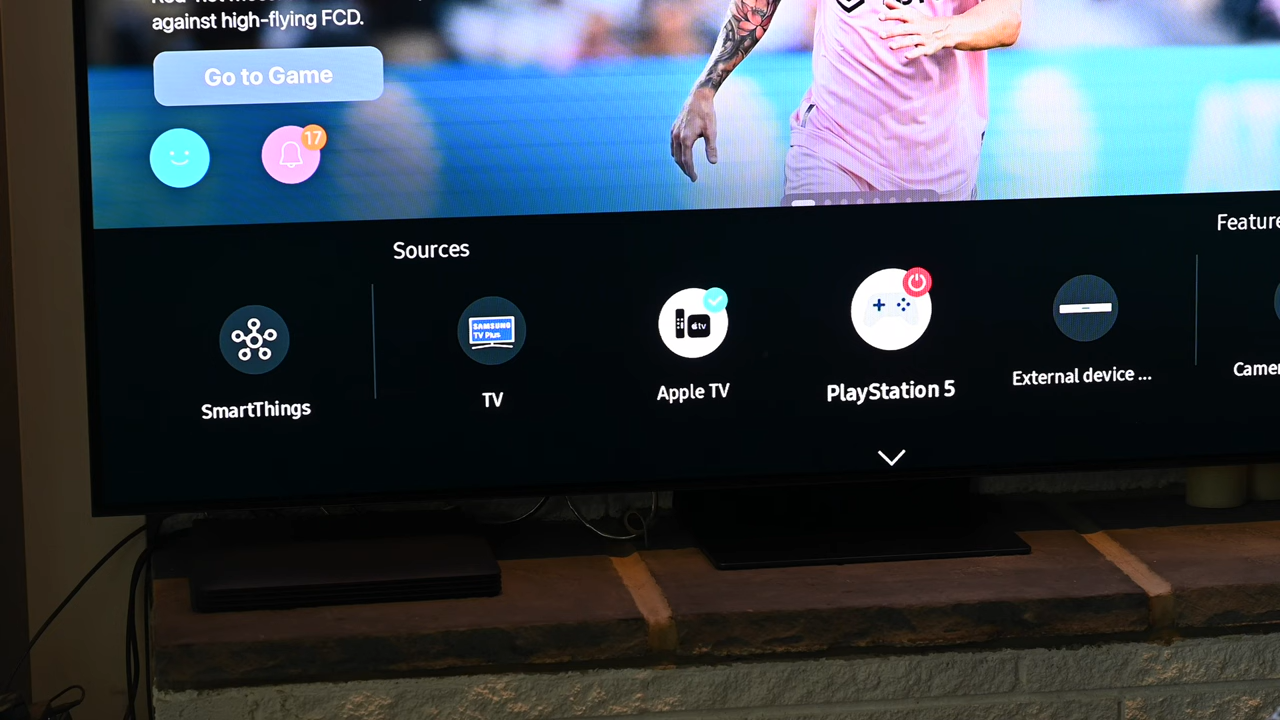 against high-flying FCD.
Go to Game
17
Sources
Feature
SAMSUNG
TV Plus
tv
SmartThings
TV
Apple TV
PlayStation 5
External device ...
Camer